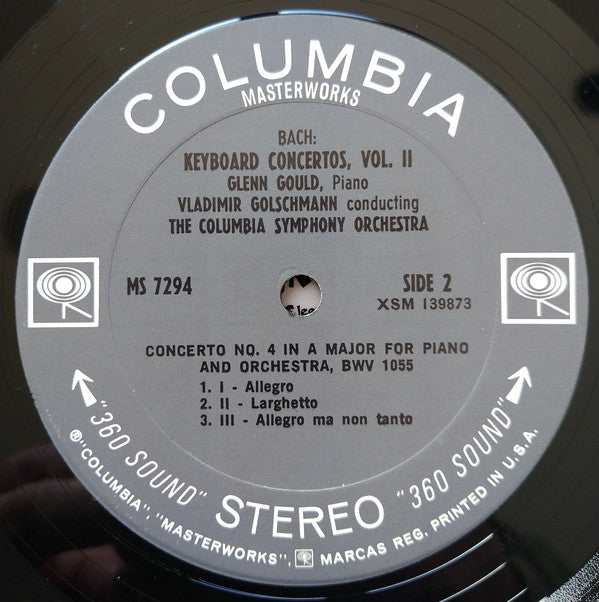 COLUMBIA
MASTERWORKS
BACH:
KEYBOARD CONCERTOS, VOL. II
GLENN GOULD, Piano
VLADIMIR GOLSCHMANN conducting
THE COLUMBIA SYMPHONY ORCHESTRA
MS 7294
SIDE 2
XSM 139873
CONCERTO NO. 4 IN A MAJOR FOR PIANO
AND ORCHESTRA, BWV 1055
1. I - Allegro
2. II - Larghetto
3. III - Allegro ma non tanto
"360 SOUND" STEREO "360 SOUND"
®"COLUMBIA", "MASTERWORKS", MARCAS REG. PRINTED IN U.S.A.